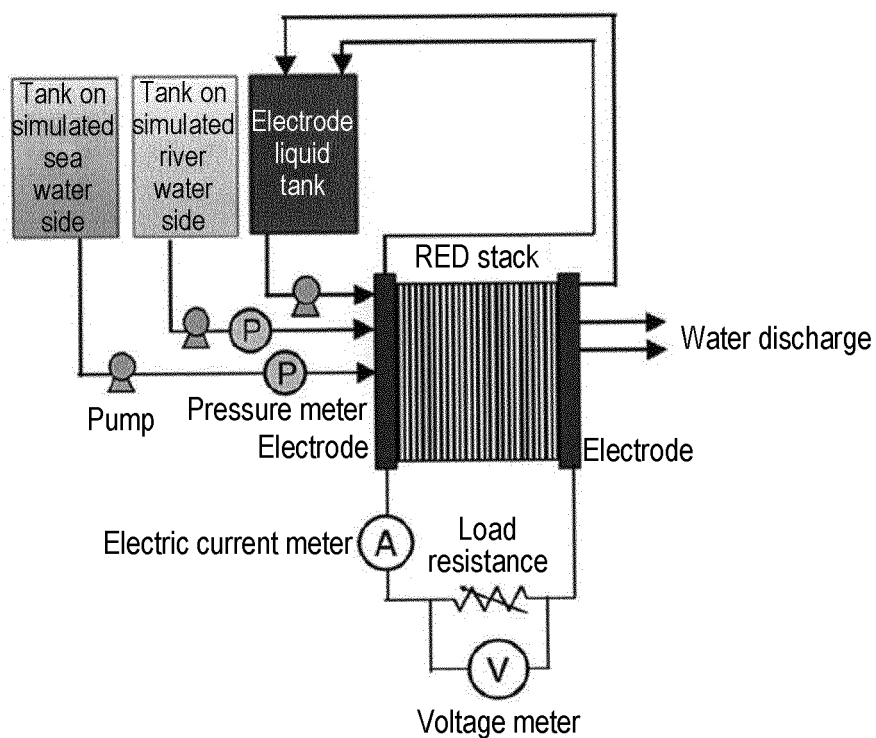 Tank on
simulated
sea
water
side
Tank on
simulated
river
water
side
Electrode
liquid
tank
RED stack
P
P
Water discharge
Pump
Pressure meter
Electrode
Electrode
Electric current meter
A
Load
resistance
V
Voltage meter